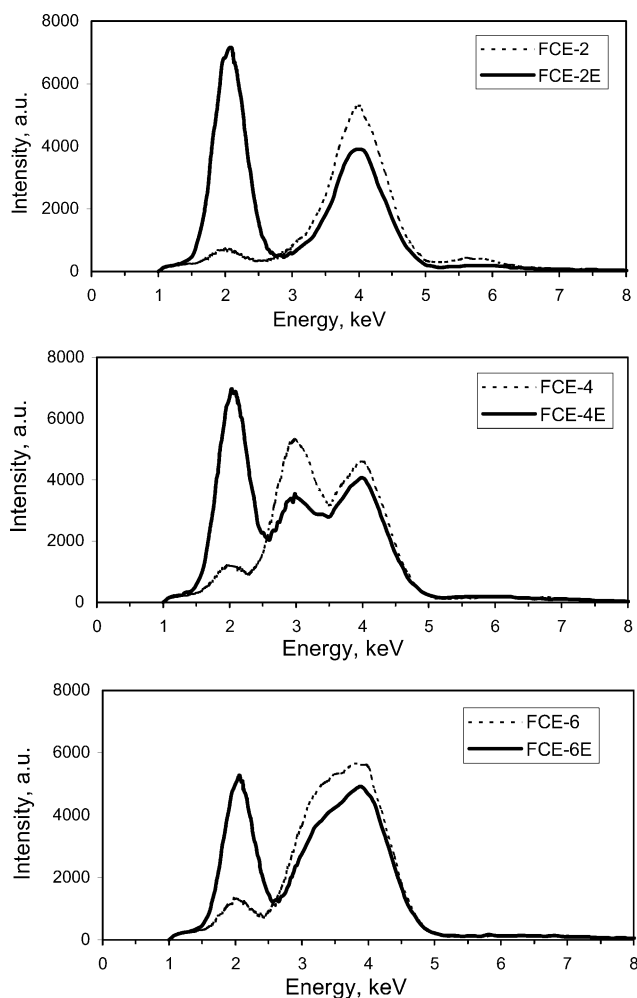 8000
6000
4000
2000
0
Intensity, a.u.
FCE-2
FCE-2E
0 1 2 3 4 5 6 7 8
Energy, keV
8000
6000
4000
2000
0
Intensity, a.u.
FCE-4
FCE-4E
0 1 2 3 4 5 6 7 8
Energy, keV
8000
6000
4000
2000
0
Intensity, a.u.
FCE-6
FCE-6E
0 1 2 3 4 5 6 7 8
Energy, keV